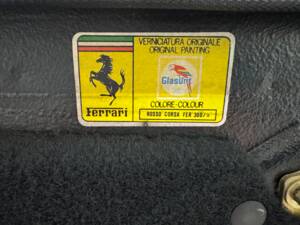 VERNICIATURA ORIGINALE
ORIGINAL PAINTING
Glasurit
Ferrari
COLORE-COLOUR
ROSSO CORSA FER 300/9